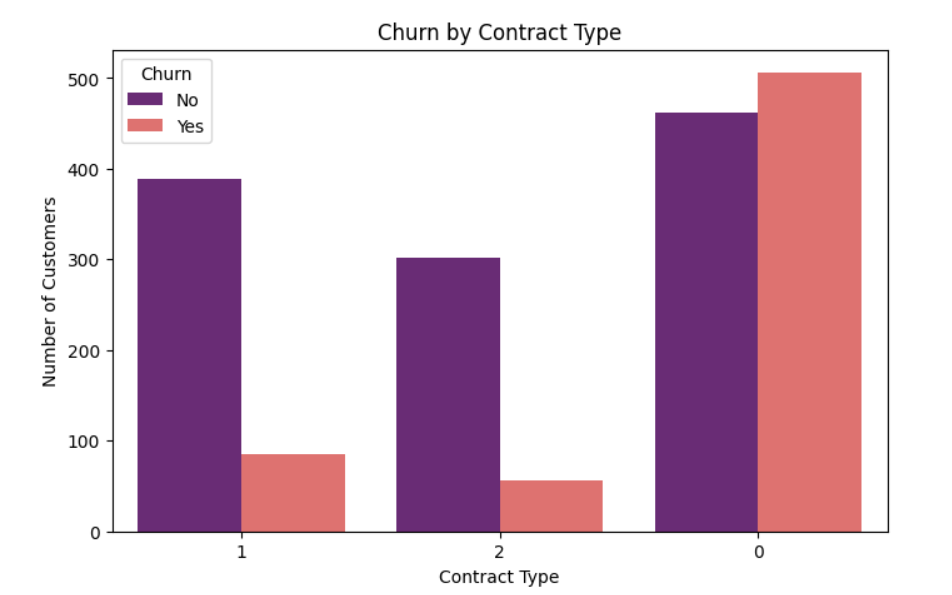 Churn by Contract Type
Churn
No
Yes
500
400
300
200
100
0
Number of Customers
1 2 0
Contract Type